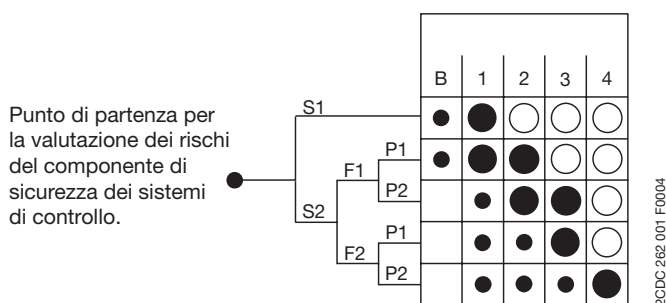 B 1 2 3 4
Punto di partenza per
la valutazione dei rischi
del componente di
sicurezza dei sistemi
di controllo.
S1
P1
F1
P2
S2
P1
F2
P2
2CDC 262 001 F0004